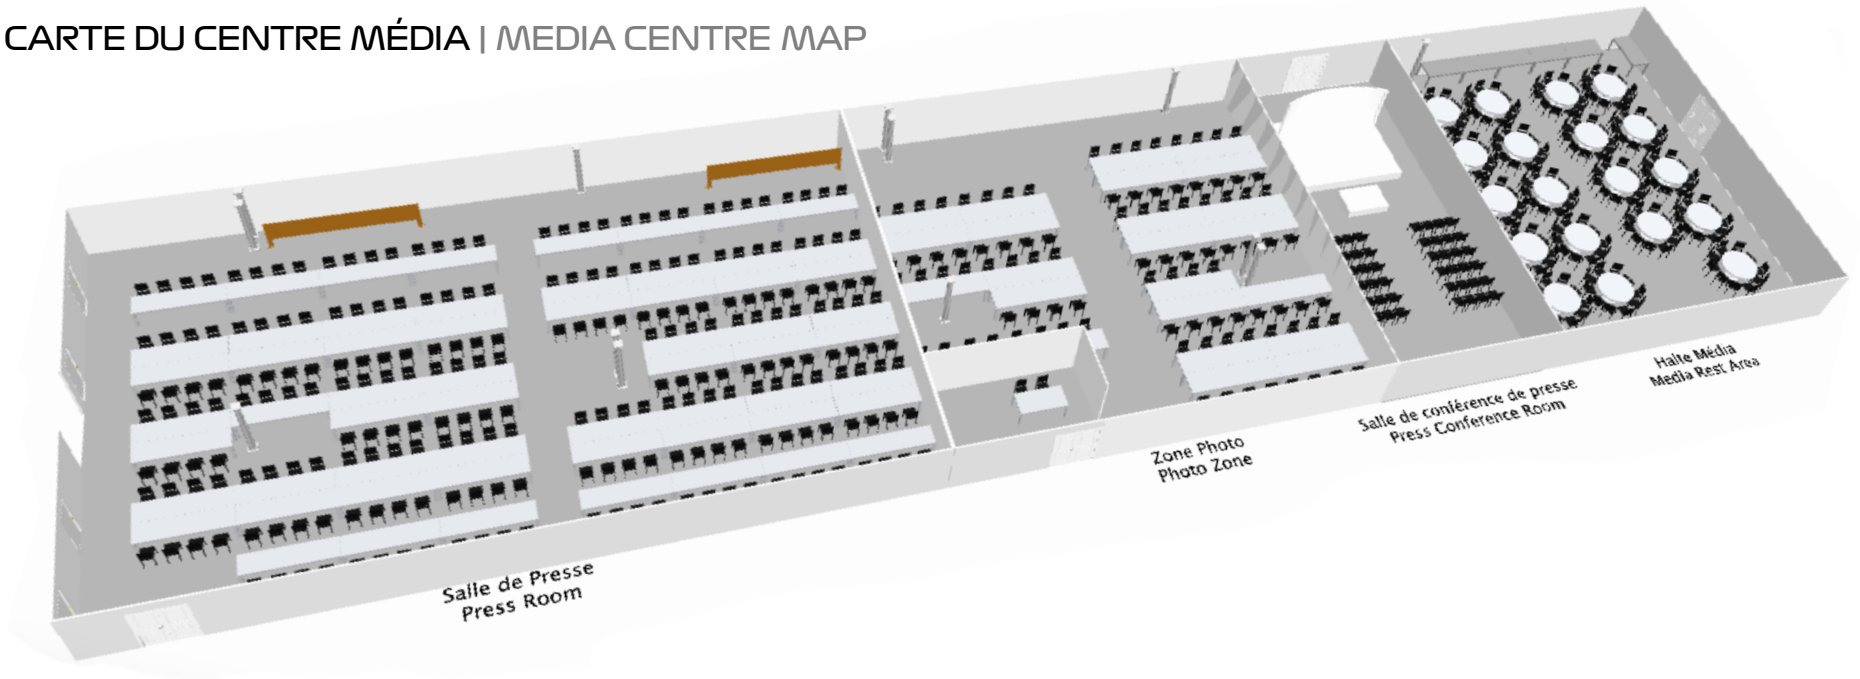 CARTE DU CENTRE MÉDIA | MEDIA CENTRE MAP
Salle de Presse
Press Room
Zone Photo
Photo Zone
Salle de conférence de presse
Press Conference Room
Halte Média
Media Rest Area